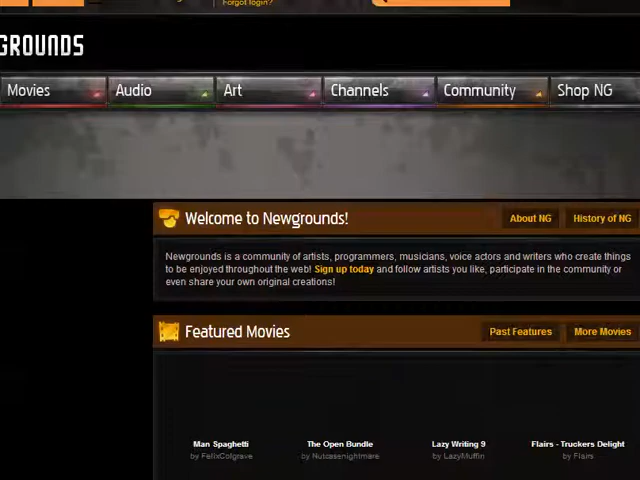 Forgot login?
GROUNDS
Movies Audio Art Channels Community Shop NG
Welcome to Newgrounds! About NG History of NG
Newgrounds is a community of artists, programmers, musicians, voice actors and writers who create things
to be enjoyed throughout the web! Sign up today and follow artists you like, participate in the community or
even share your own original creations!
Featured Movies Past Features More Movies
Man Spaghetti The Open Bundle Lazy Writing 9 Flairs - Truckers Delight
by FelixColgrave by Nutcasenightmare by LazyMuffin by Flairs